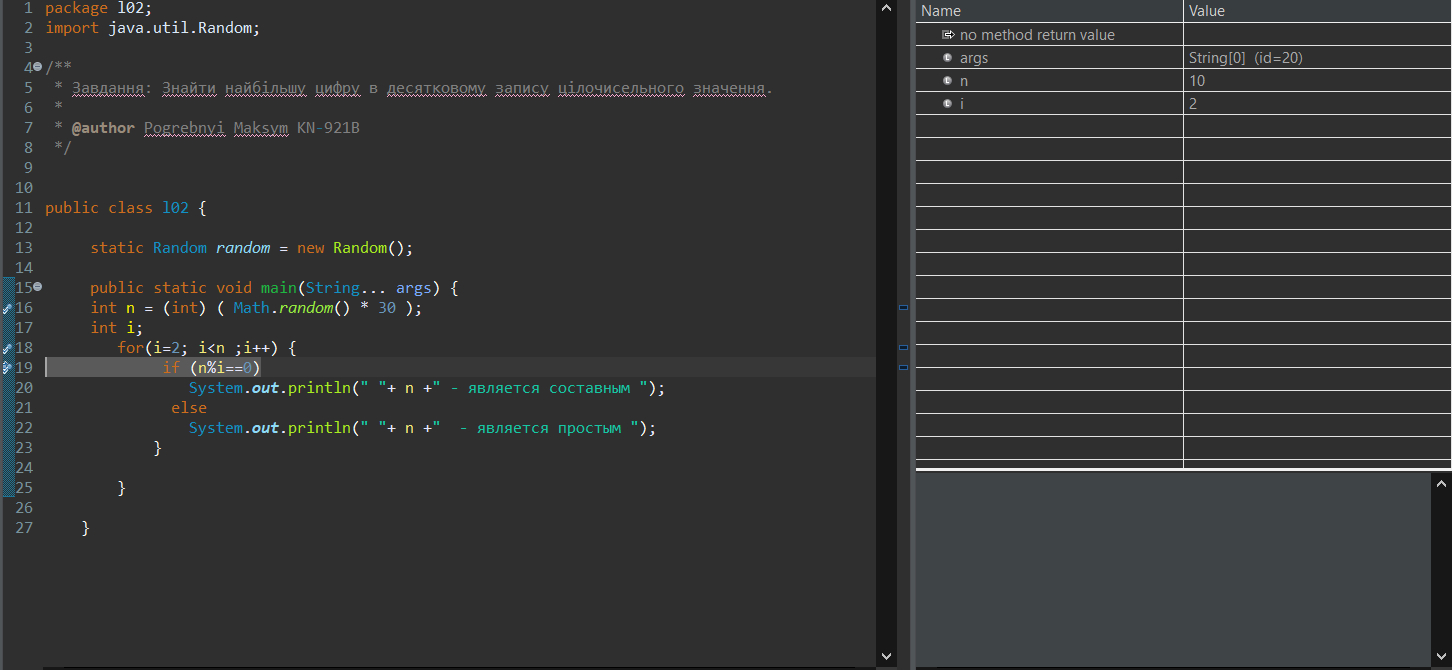 1 package l02;
2 import java.util.Random;
3
4 /**
5 * Завдання: Знайти найбільшу цифру в десятковому запису цілочисельного значення.
6 *
7 * @author Pogrebnyi Maksym KN-921B
8 */
9
10
11 public class l02 {
12
13 static Random random = new Random();
14
15 public static void main(String... args) {
16 int n = (int) ( Math.random() * 30 );
17 int i;
18 for(i=2; i<n ;i++) {
19 if (n%i==0)
20 System.out.println(" "+ n +" - является составным ");
21 else
22 System.out.println(" "+ n +"  - является простым ");
23 }
24
25 }
26
27 }
Name Value
no method return value
args String[0] (id=20)
n 10
i 2